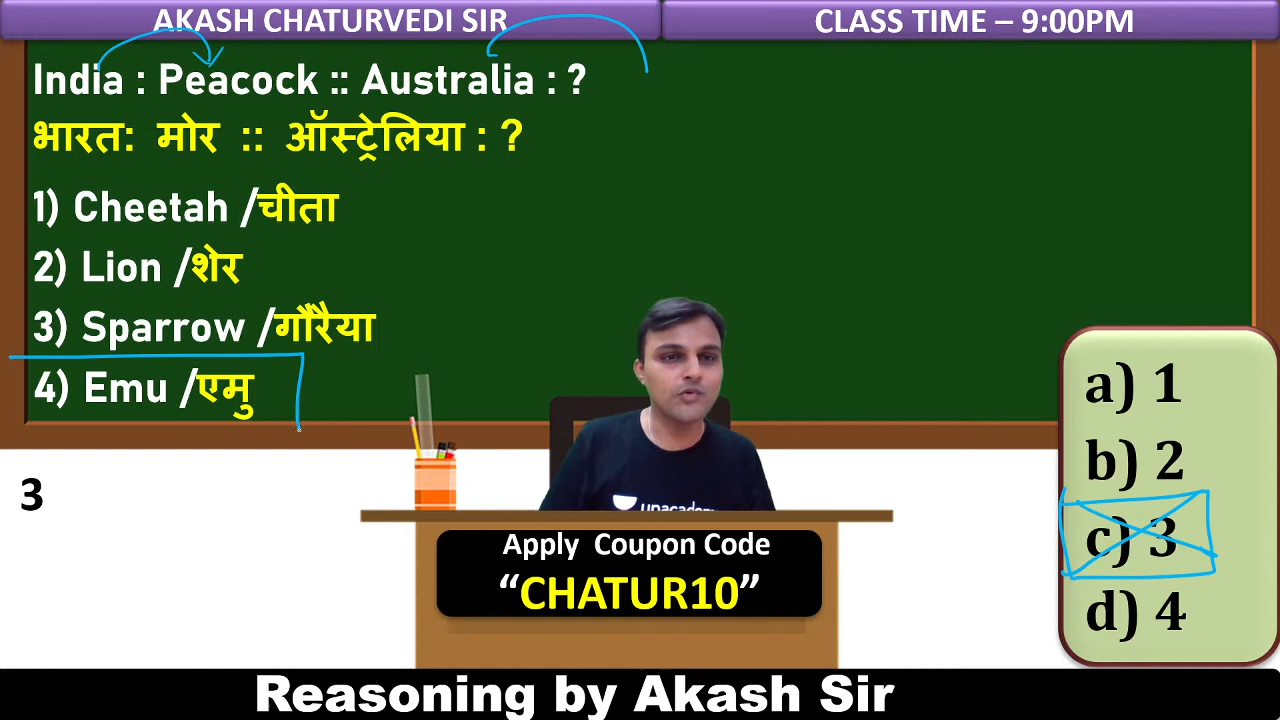 AKASH CHATURVEDI SIR
CLASS TIME – 9:00PM
India : Peacock :: Australia : ?
भारत: मोर :: ऑस्ट्रेलिया : ?
1) Cheetah /चीता
2) Lion /शेर
3) Sparrow /गौरैया
4) Emu /एमु
a) 1
b) 2
c) 3
d) 4
3
unacademy
Apply Coupon Code
“CHATUR10”
Reasoning by Akash Sir